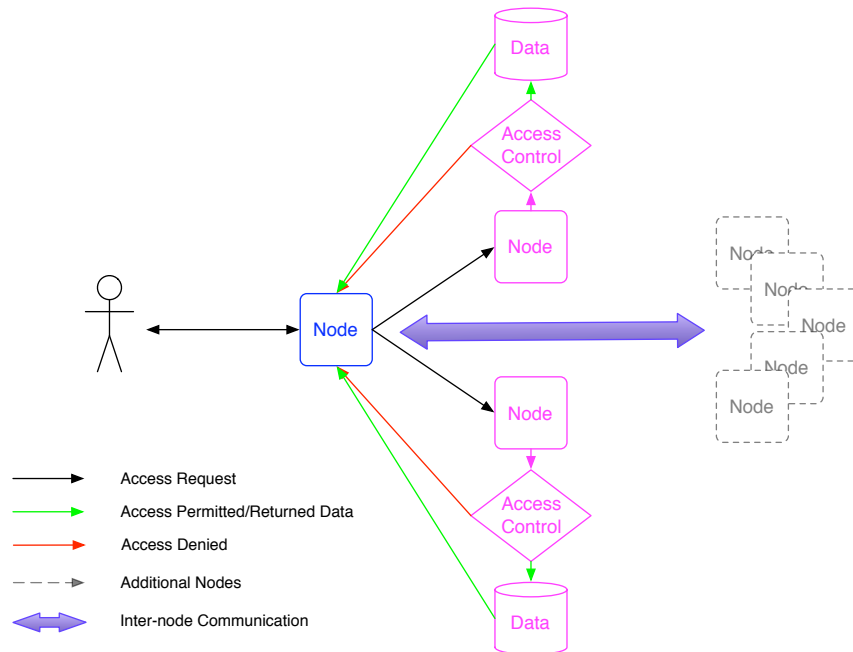 Data
Access
Control
Node
Node
Node
Node
Node
Node
Node
Node
Access
Control
Data
Access Request
Access Permitted/Returned Data
Access Denied
Additional Nodes
Inter-node Communication